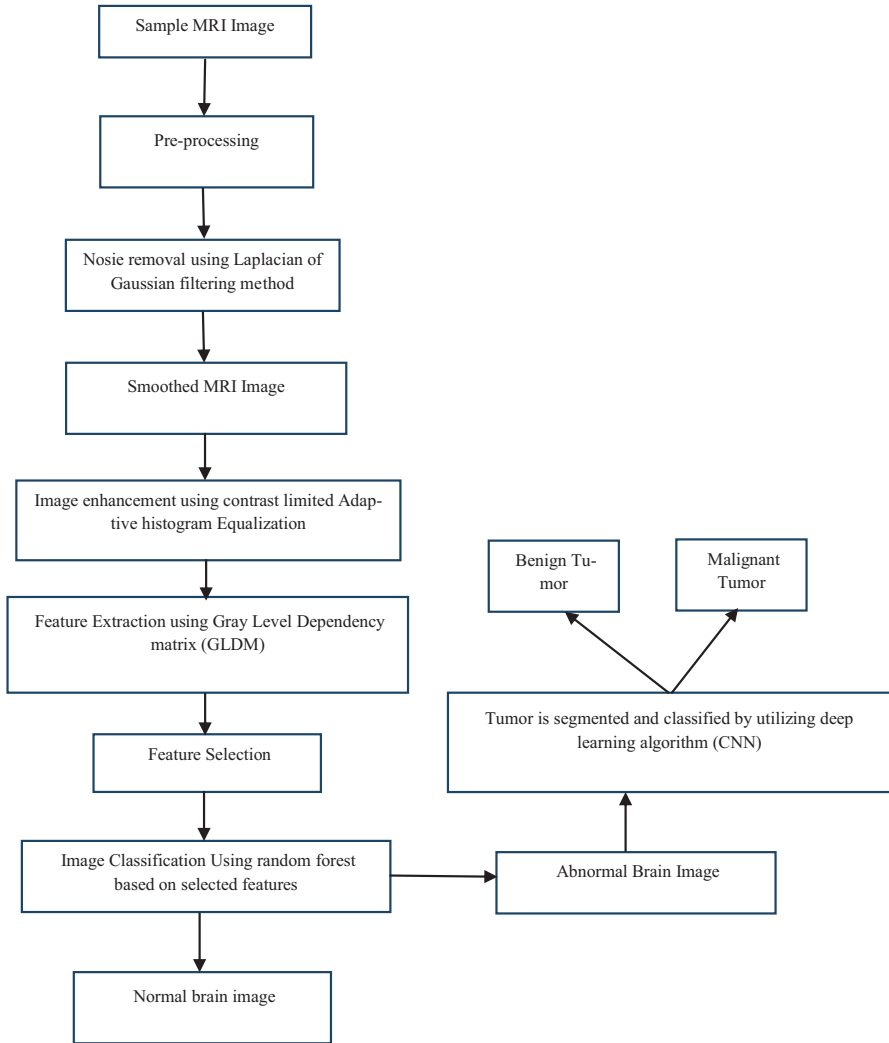 Sample MRI Image
Pre-processing
Nosie removal using Laplacian of
Gaussian filtering method
Smoothed MRI Image
Image enhancement using contrast limited Adap-
tive histogram Equalization
Feature Extraction using Gray Level Dependency
matrix (GLDM)
Feature Selection
Image Classification Using random forest
based on selected features
Normal brain image
Abnormal Brain Image
Tumor is segmented and classified by utilizing deep
learning algorithm (CNN)
Benign Tu-
mor
Malignant
Tumor